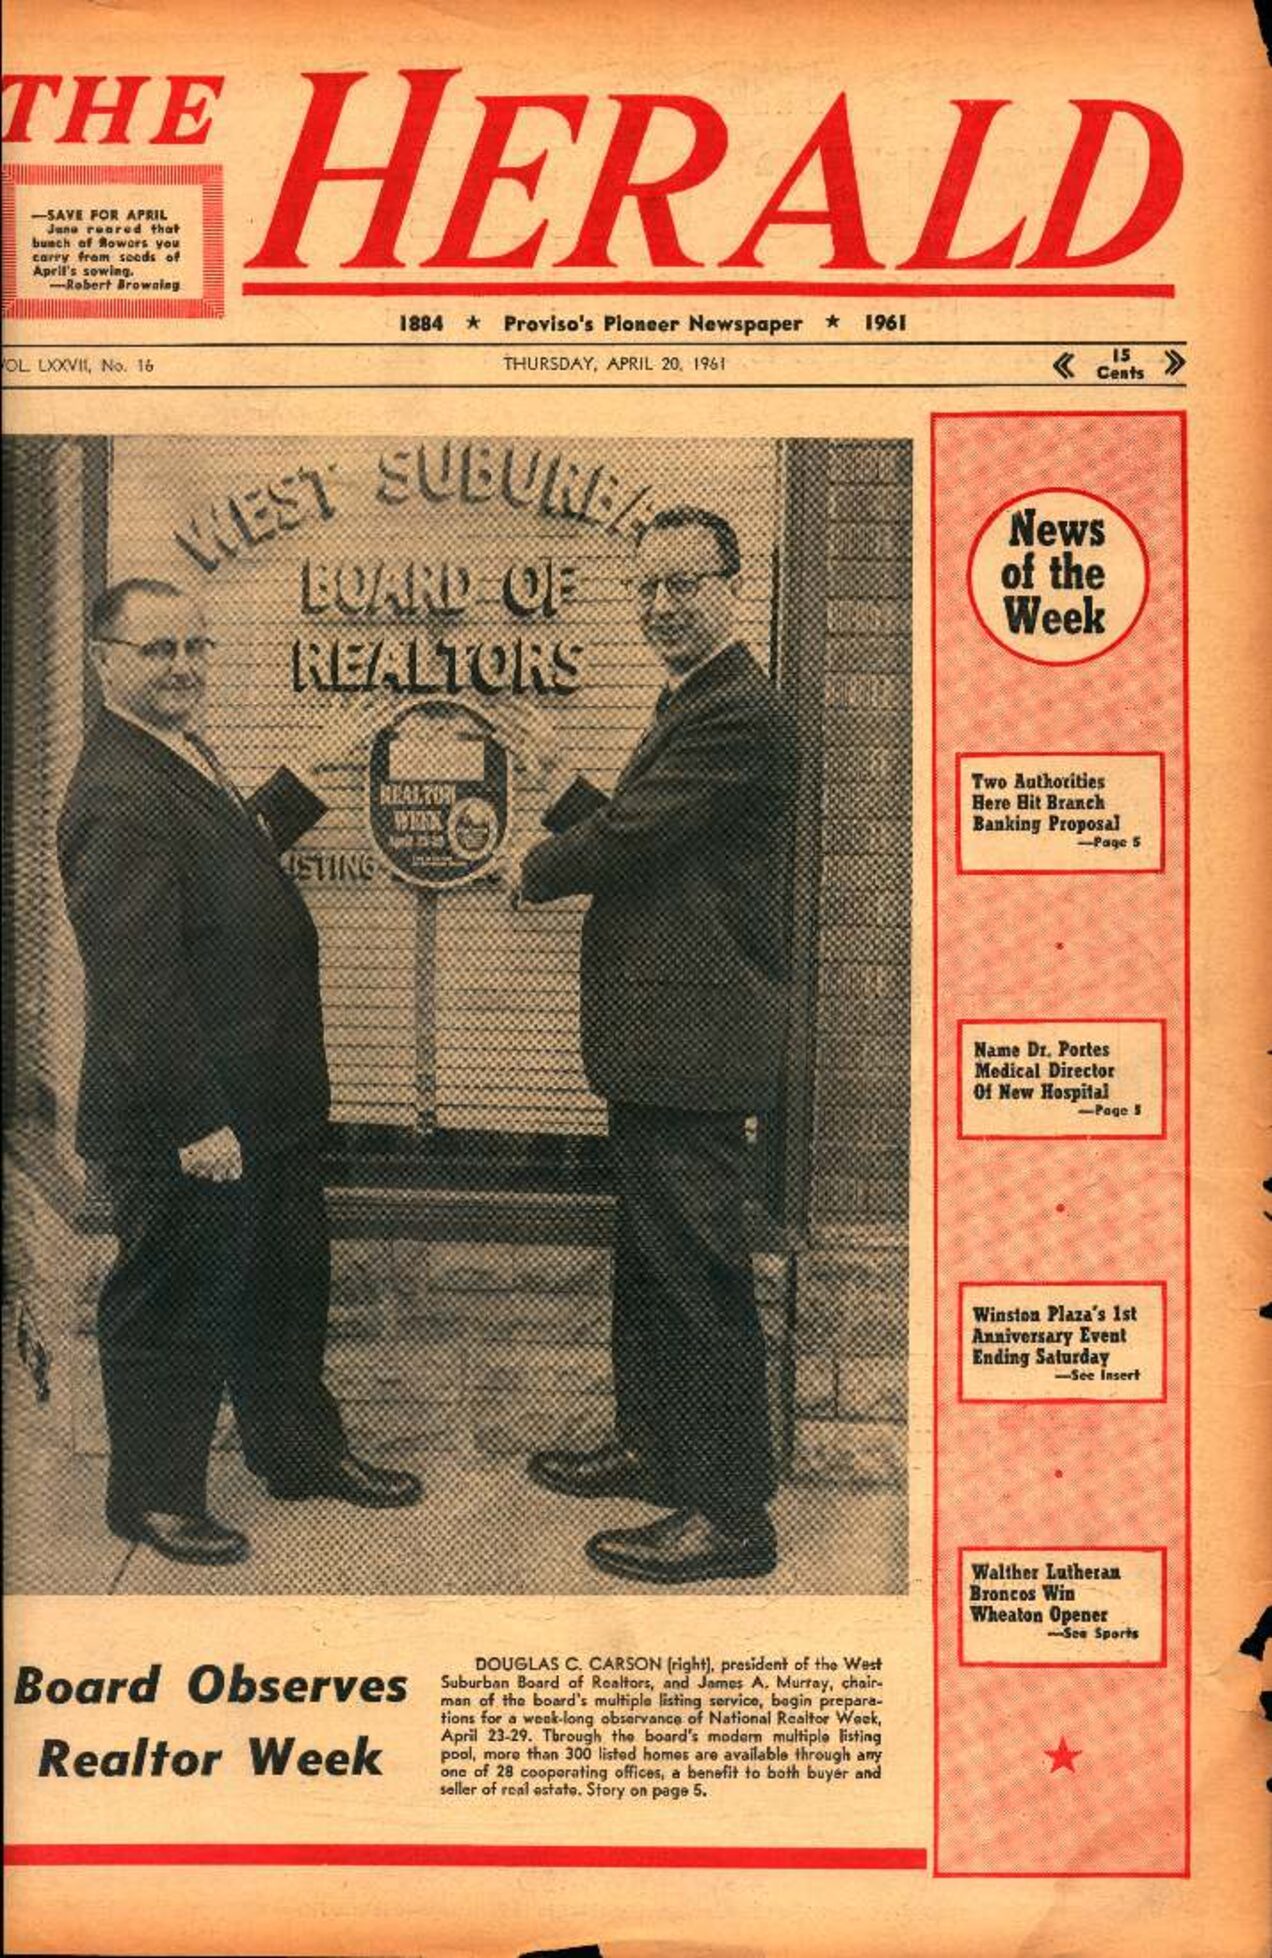 THE HERALD
—SAVE FOR APRIL
June reared that
bunch of flowers you
carry from seeds of
April's sowing.
—Robert Browning
1884 ★ Proviso's Pioneer Newspaper ★ 1961
VOL. LXXVII, No. 16
THURSDAY, APRIL 20, 1961
15
Cents
WEST SUBURBA
BOARD OF
REALTORS
REALTOR
WEEK
ISTING
News
of the
Week
Two Authorities
Here Hit Branch
Banking Proposal
—Page 5
Name Dr. Portes
Medical Director
Of New Hospital
—Page 5
Winston Plaza's 1st
Anniversary Event
Ending Saturday
—See Insert
Walther Lutheran
Broncos Win
Wheaton Opener
—See Sports
Board Observes
Realtor Week
DOUGLAS C. CARSON (right), president of the West
Suburban Board of Realtors, and James A. Murray, chair-
man of the board's multiple listing service, begin prepara-
tions for a week-long observance of National Realtor Week,
April 23-29. Through the board's modern multiple listing
pool, more than 300 listed homes are available through any
one of 28 cooperating offices, a benefit to both buyer and
seller of real estate. Story on page 5.